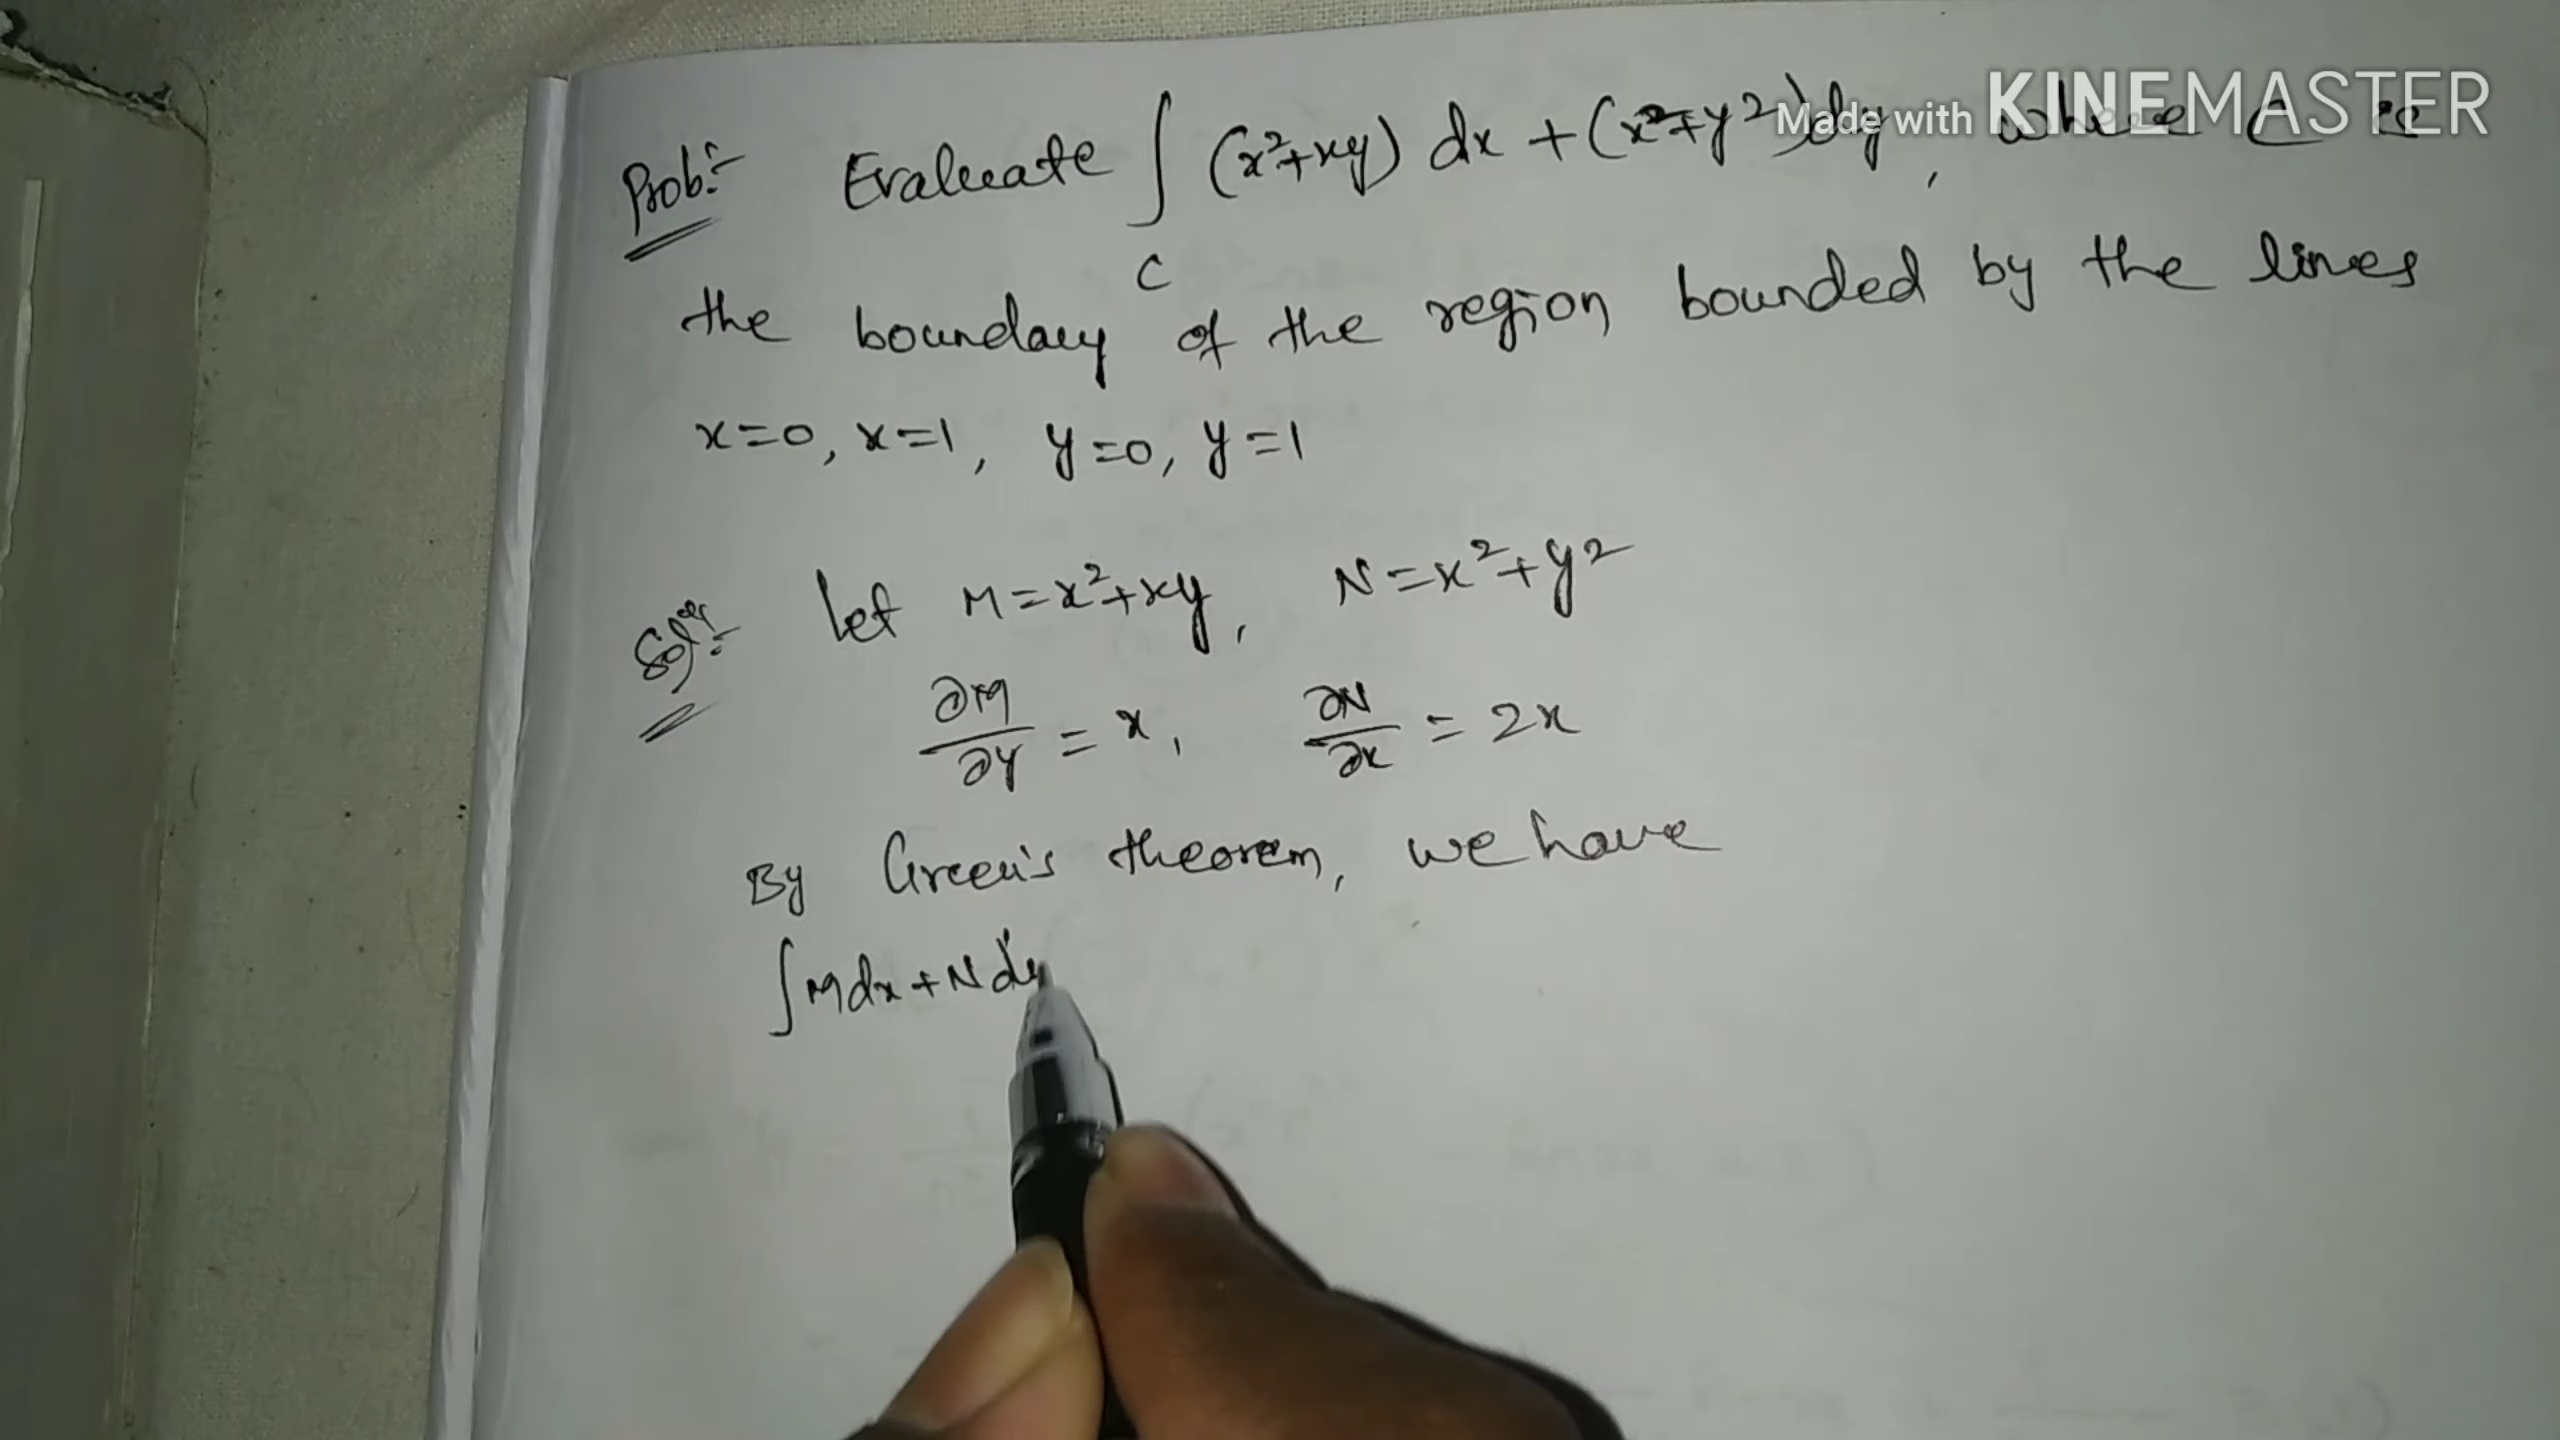 Made with KINEMASTER
Prob:- Evaluate ∫_C (x²+xy) dx + (x²+y²)dy, where C is
the boundary of the region bounded by the lines
x=0, x=1, y=0, y=1
Solⁿ:- Let M=x²+xy, N=x²+y²
∂M/∂y = x, ∂N/∂x = 2x
By Green's theorem, we have
∫Mdx+Ndy